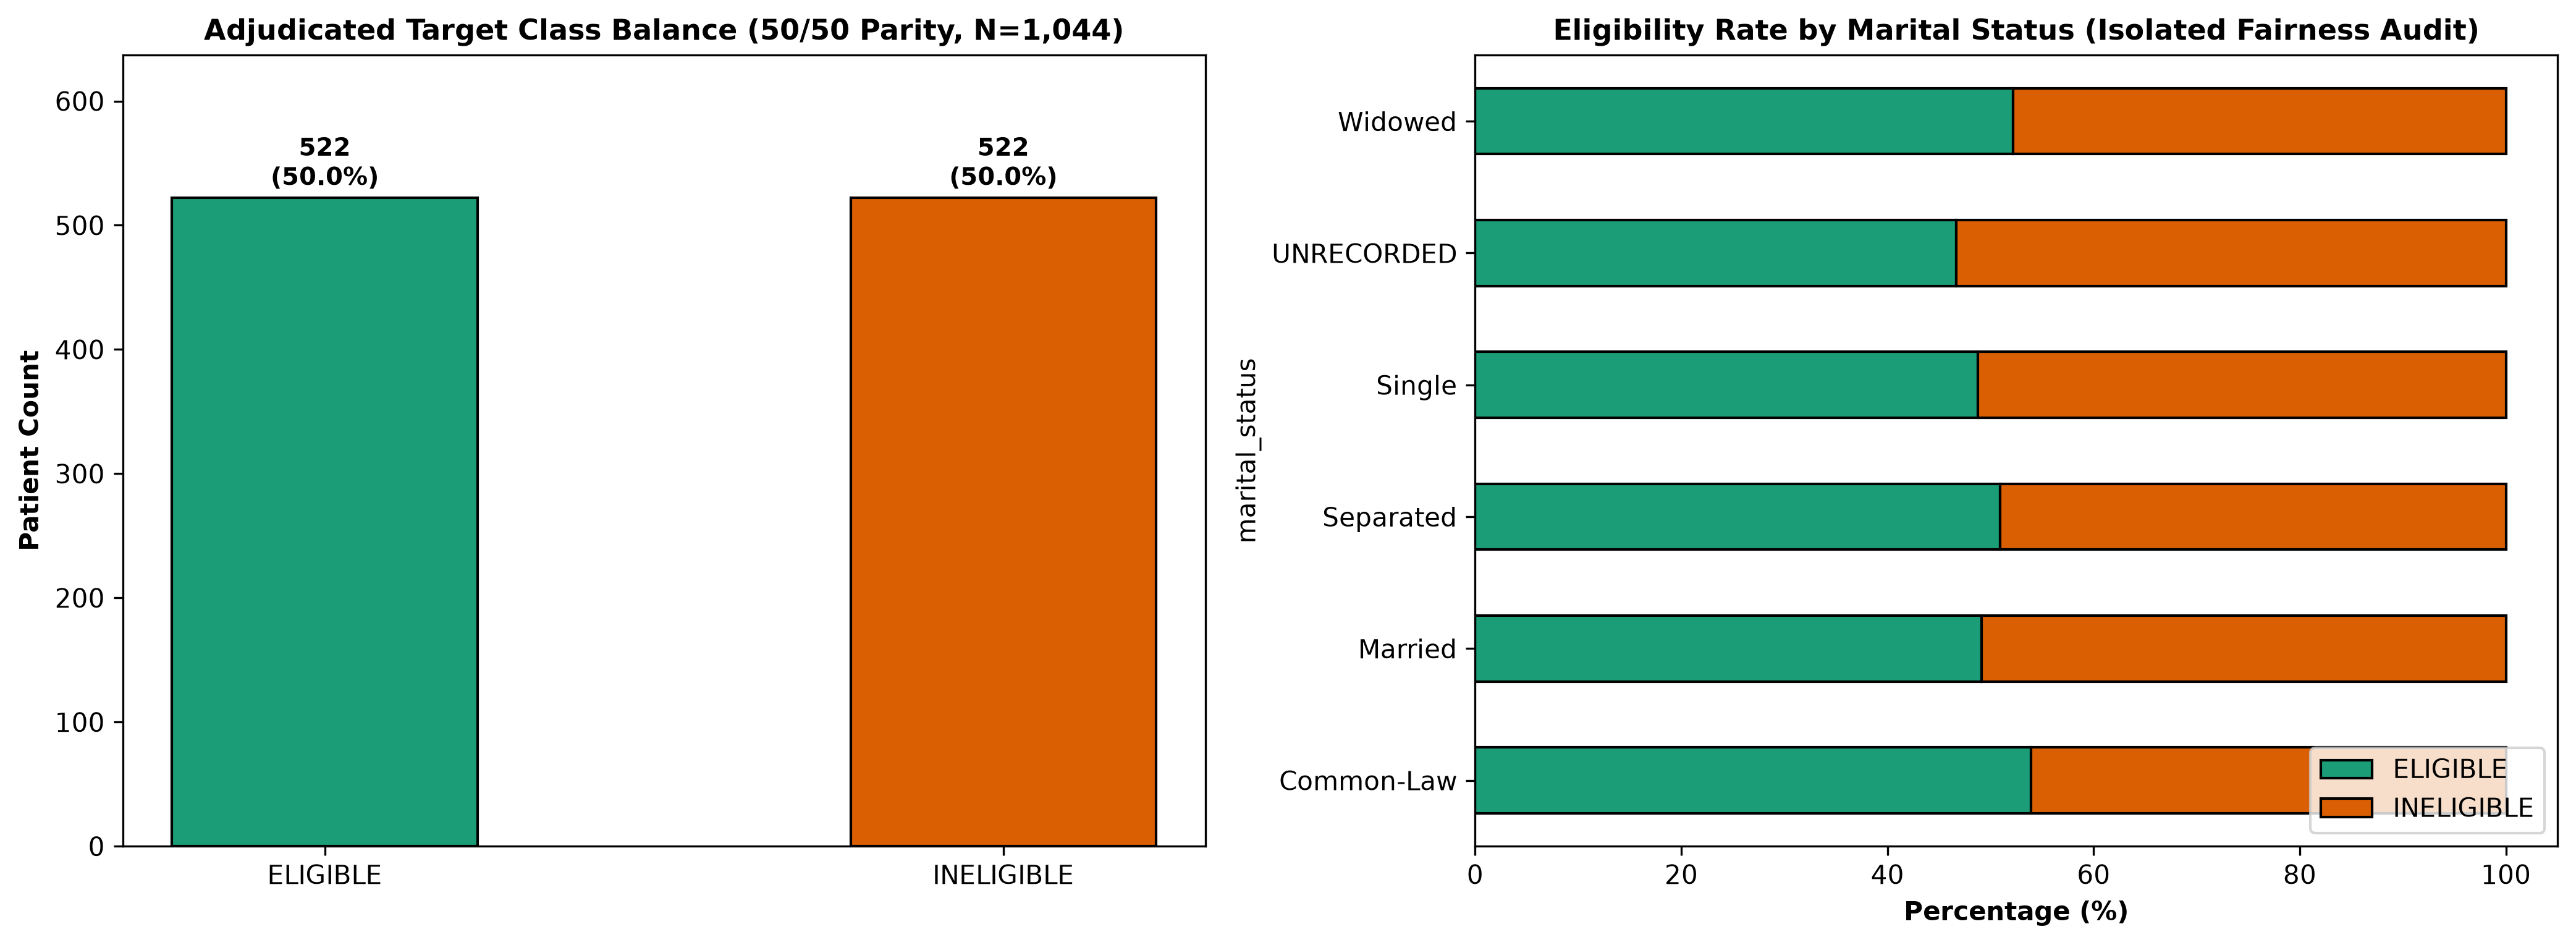 Adjudicated Target Class Balance (50/50 Parity, N=1,044)
Patient Count
600
500
400
300
200
100
0
522
(50.0%)
522
(50.0%)
ELIGIBLE
INELIGIBLE
Eligibility Rate by Marital Status (Isolated Fairness Audit)
marital_status
Widowed
UNRECORDED
Single
Separated
Married
Common-Law
ELIGIBLE
INELIGIBLE
0
20
40
60
80
100
Percentage (%)